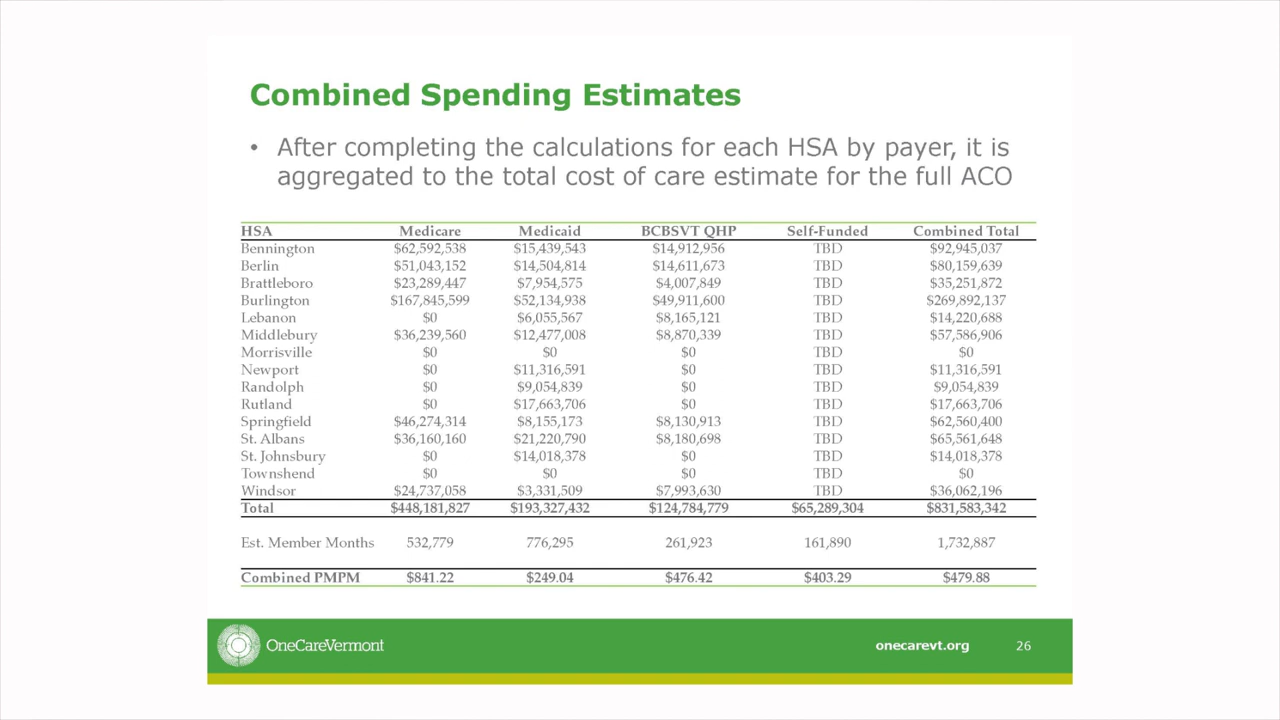 Combined Spending Estimates
• After completing the calculations for each HSA by payer, it is
aggregated to the total cost of care estimate for the full ACO
HSA Medicare Medicaid BCBSVT QHP Self-Funded Combined Total
Bennington $62,592,538 $15,439,543 $14,912,956 TBD $92,945,037
Berlin $51,043,152 $14,504,814 $14,611,673 TBD $80,159,639
Brattleboro $23,289,447 $7,954,575 $4,007,849 TBD $35,251,872
Burlington $167,845,599 $52,134,938 $49,911,600 TBD $269,892,137
Lebanon $0 $6,055,567 $8,165,121 TBD $14,220,688
Middlebury $36,239,560 $12,477,008 $8,870,339 TBD $57,586,906
Morrisville $0 $0 $0 TBD $0
Newport $0 $11,316,591 $0 TBD $11,316,591
Randolph $0 $9,054,839 $0 TBD $9,054,839
Rutland $0 $17,663,706 $0 TBD $17,663,706
Springfield $46,274,314 $8,155,173 $8,130,913 TBD $62,560,400
St. Albans $36,160,160 $21,220,790 $8,180,698 TBD $65,561,648
St. Johnsbury $0 $14,018,378 $0 TBD $14,018,378
Townshend $0 $0 $0 TBD $0
Windsor $24,737,058 $3,331,509 $7,993,630 TBD $36,062,196
Total $448,181,827 $193,327,432 $124,784,779 $65,289,304 $831,583,342
Est. Member Months 532,779 776,295 261,923 161,890 1,732,887
Combined PMPM $841.22 $249.04 $476.42 $403.29 $479.88
OneCareVermont onecarevt.org 26